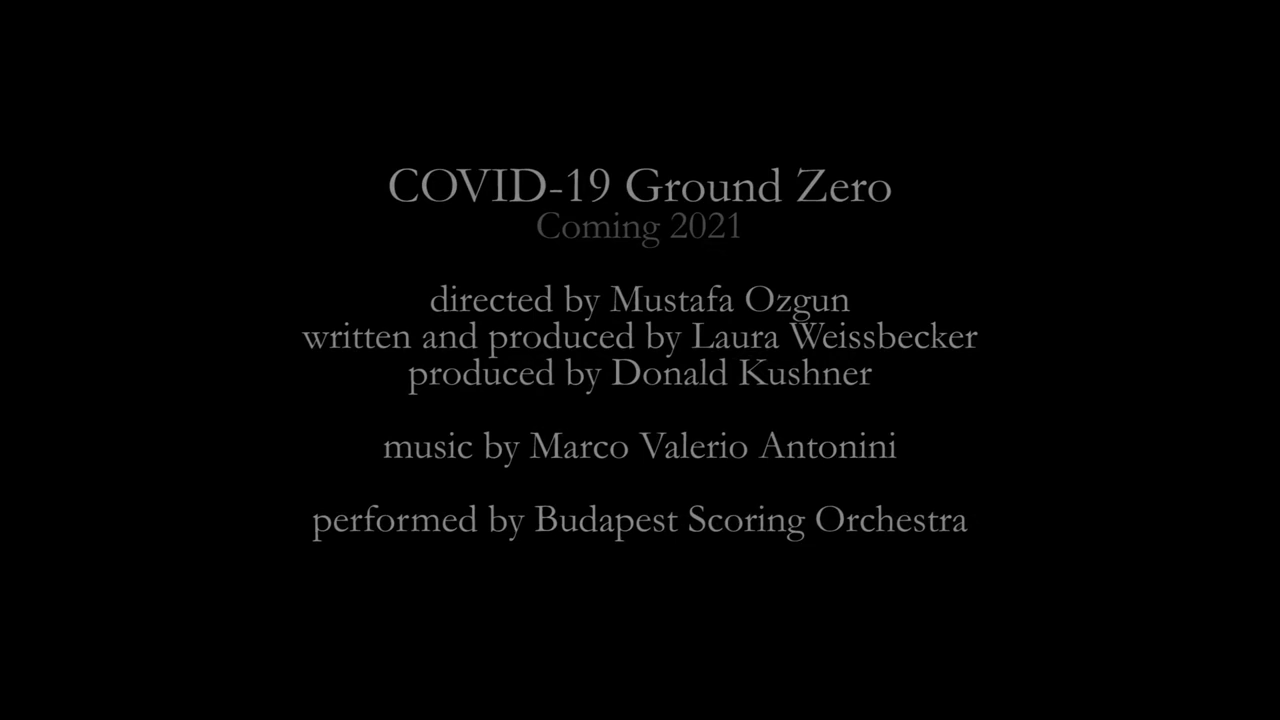 COVID-19 Ground Zero
Coming 2021
directed by Mustafa Ozgun
written and produced by Laura Weissbecker
produced by Donald Kushner
music by Marco Valerio Antonini
performed by Budapest Scoring Orchestra